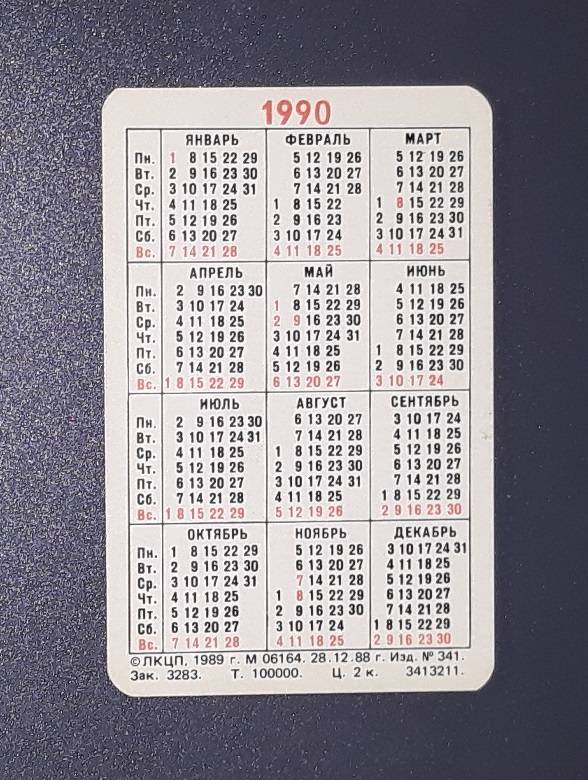 1990
ЯНВАРЬ ФЕВРАЛЬ МАРТ
Пн. 1 8 15 22 29 5 12 19 26 5 12 19 26
Вт. 2 9 16 23 30 6 13 20 27 6 13 20 27
Ср. 3 10 17 24 31 7 14 21 28 7 14 21 28
Чт. 4 11 18 25 1 8 15 22 1 8 15 22 29
Пт. 5 12 19 26 2 9 16 23 2 9 16 23 30
Сб. 6 13 20 27 3 10 17 24 3 10 17 24 31
Вс. 7 14 21 28 4 11 18 25 4 11 18 25
АПРЕЛЬ МАЙ ИЮНЬ
Пн. 2 9 16 23 30 7 14 21 28 4 11 18 25
Вт. 3 10 17 24 1 8 15 22 29 5 12 19 26
Ср. 4 11 18 25 2 9 16 23 30 6 13 20 27
Чт. 5 12 19 26 3 10 17 24 31 7 14 21 28
Пт. 6 13 20 27 4 11 18 25 1 8 15 22 29
Сб. 7 14 21 28 5 12 19 26 2 9 16 23 30
Вс. 1 8 15 22 29 6 13 20 27 3 10 17 24
ИЮЛЬ АВГУСТ СЕНТЯБРЬ
Пн. 2 9 16 23 30 6 13 20 27 3 10 17 24
Вт. 3 10 17 24 31 7 14 21 28 4 11 18 25
Ср. 4 11 18 25 1 8 15 22 29 5 12 19 26
Чт. 5 12 19 26 2 9 16 23 30 6 13 20 27
Пт. 6 13 20 27 3 10 17 24 31 7 14 21 28
Сб. 7 14 21 28 4 11 18 25 1 8 15 22 29
Вс. 1 8 15 22 29 5 12 19 26 2 9 16 23 30
ОКТЯБРЬ НОЯБРЬ ДЕКАБРЬ
Пн. 1 8 15 22 29 5 12 19 26 3 10 17 24 31
Вт. 2 9 16 23 30 6 13 20 27 4 11 18 25
Ср. 3 10 17 24 31 7 14 21 28 5 12 19 26
Чт. 4 11 18 25 1 8 15 22 29 6 13 20 27
Пт. 5 12 19 26 2 9 16 23 30 7 14 21 28
Сб. 6 13 20 27 3 10 17 24 1 8 15 22 29
Вс. 7 14 21 28 4 11 18 25 2 9 16 23 30
© ЛКЦП. 1989 г. М 06164. 28.12.88 г. Изд. № 341.
Зак. 3283. Т. 100000. Ц. 2 к. 3413211.